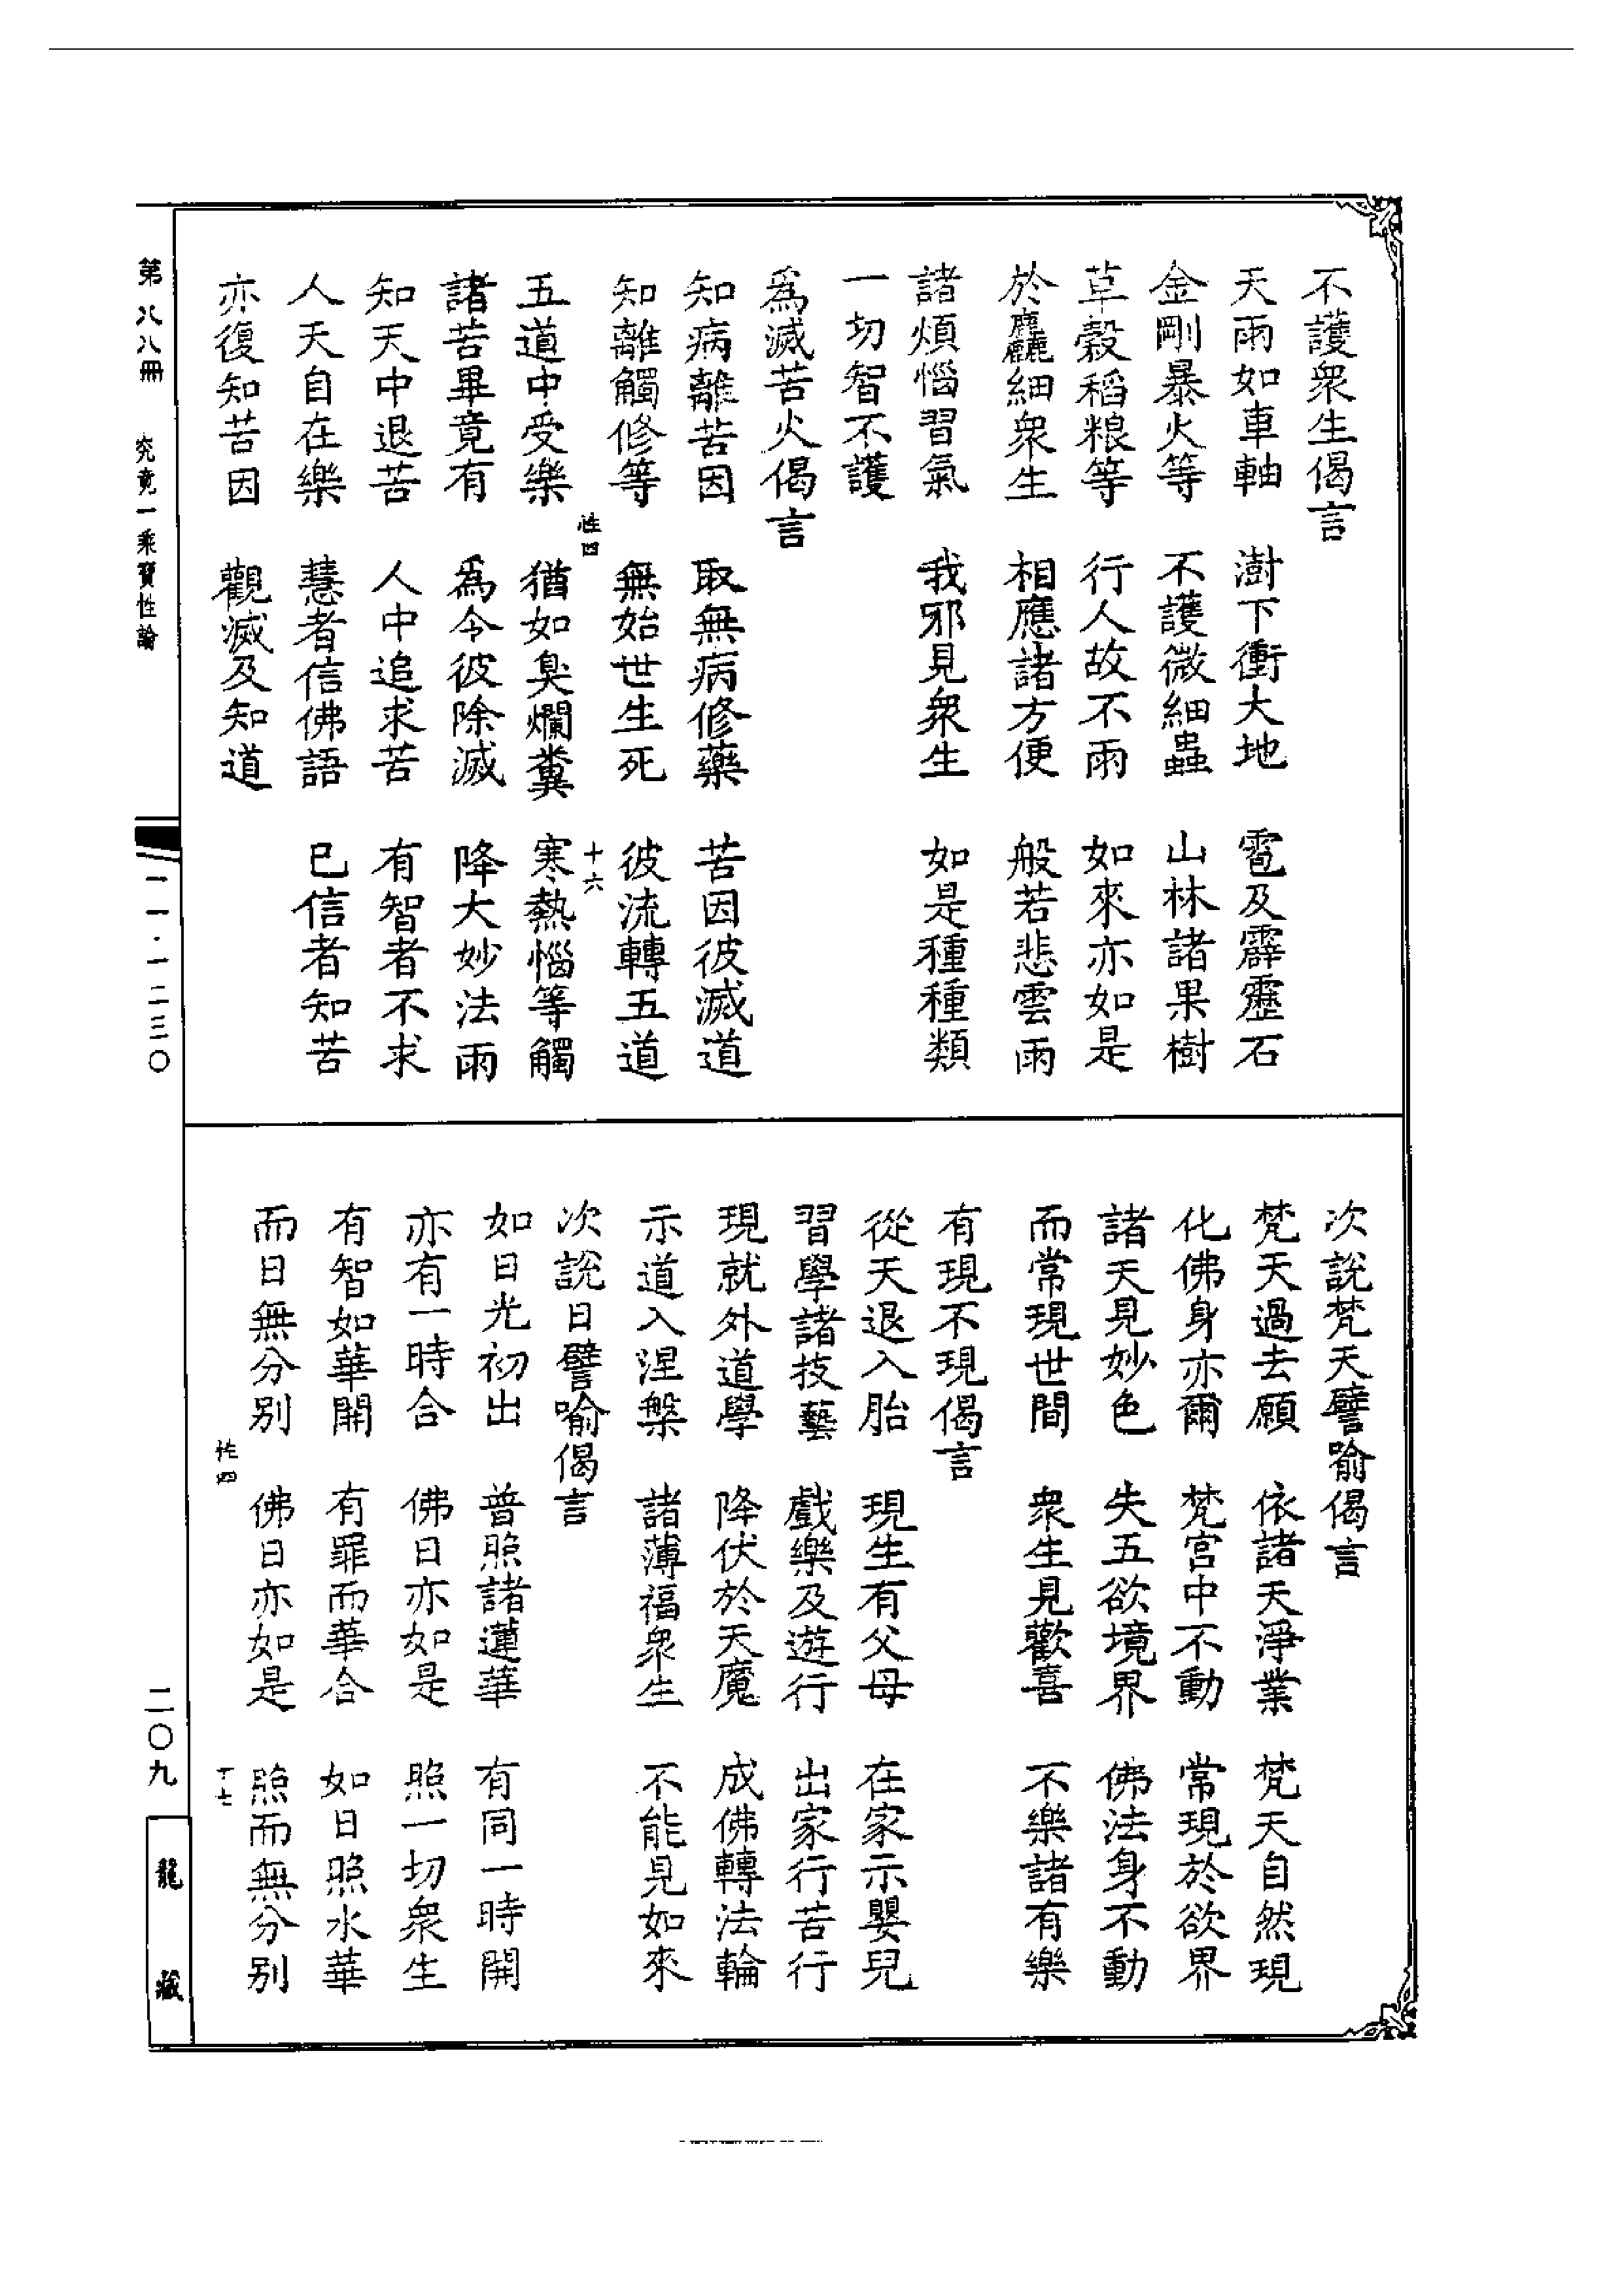 不護衆生偈言
天雨如車軸　澍下衝大地　雹及霹靂石
金剛暴火等　不護微細蟲　山林諸果樹
草穀稻粮等　行人故不雨　如來亦如是
於麤細衆生　相應諸方便　般若悲雲雨
諸煩惱習氣　我邪見衆生　如是種種類
一切智不護
爲滅苦火偈言
知病離苦因　取無病修藥　苦因彼滅道
知離觸修等　無始世生死　彼流轉五道
性四　十六
五道中受樂　猶如臭爛糞　寒熱惱等觸
諸苦畢竟有　爲令彼除滅　降大妙法雨
知天中退苦　人中追求苦　有智者不求
人天自在樂　慧者信佛語　已信者知苦
亦復知苦因　觀滅及知道
次說梵天譬喻偈言
梵天過去願　依諸天淨業　梵天自然現
化佛身亦爾　梵宮中不動　常現於欲界
諸天見妙色　失五欲境界　佛法身不動
而常現世間　衆生見歡喜　不樂諸有樂
有現不現偈言
從天退入胎　現生有父母　在家示嬰兒
習學諸技藝　戲樂及遊行　出家行苦行
現就外道學　降伏於天魔　成佛轉法輪
示道入涅槃　諸薄福衆生　不能見如來
次說日譬喻偈言
如日光初出　普照諸蓮華　有同一時開
亦有一時合　佛日亦如是　照一切衆生
有智如華開　有罪而華合　如日照水華
而日無分別　佛日亦如是　照而無分別
性四　十七
第八八冊　究竟一乘寶性論　一一·一二三〇　二〇九　龍藏